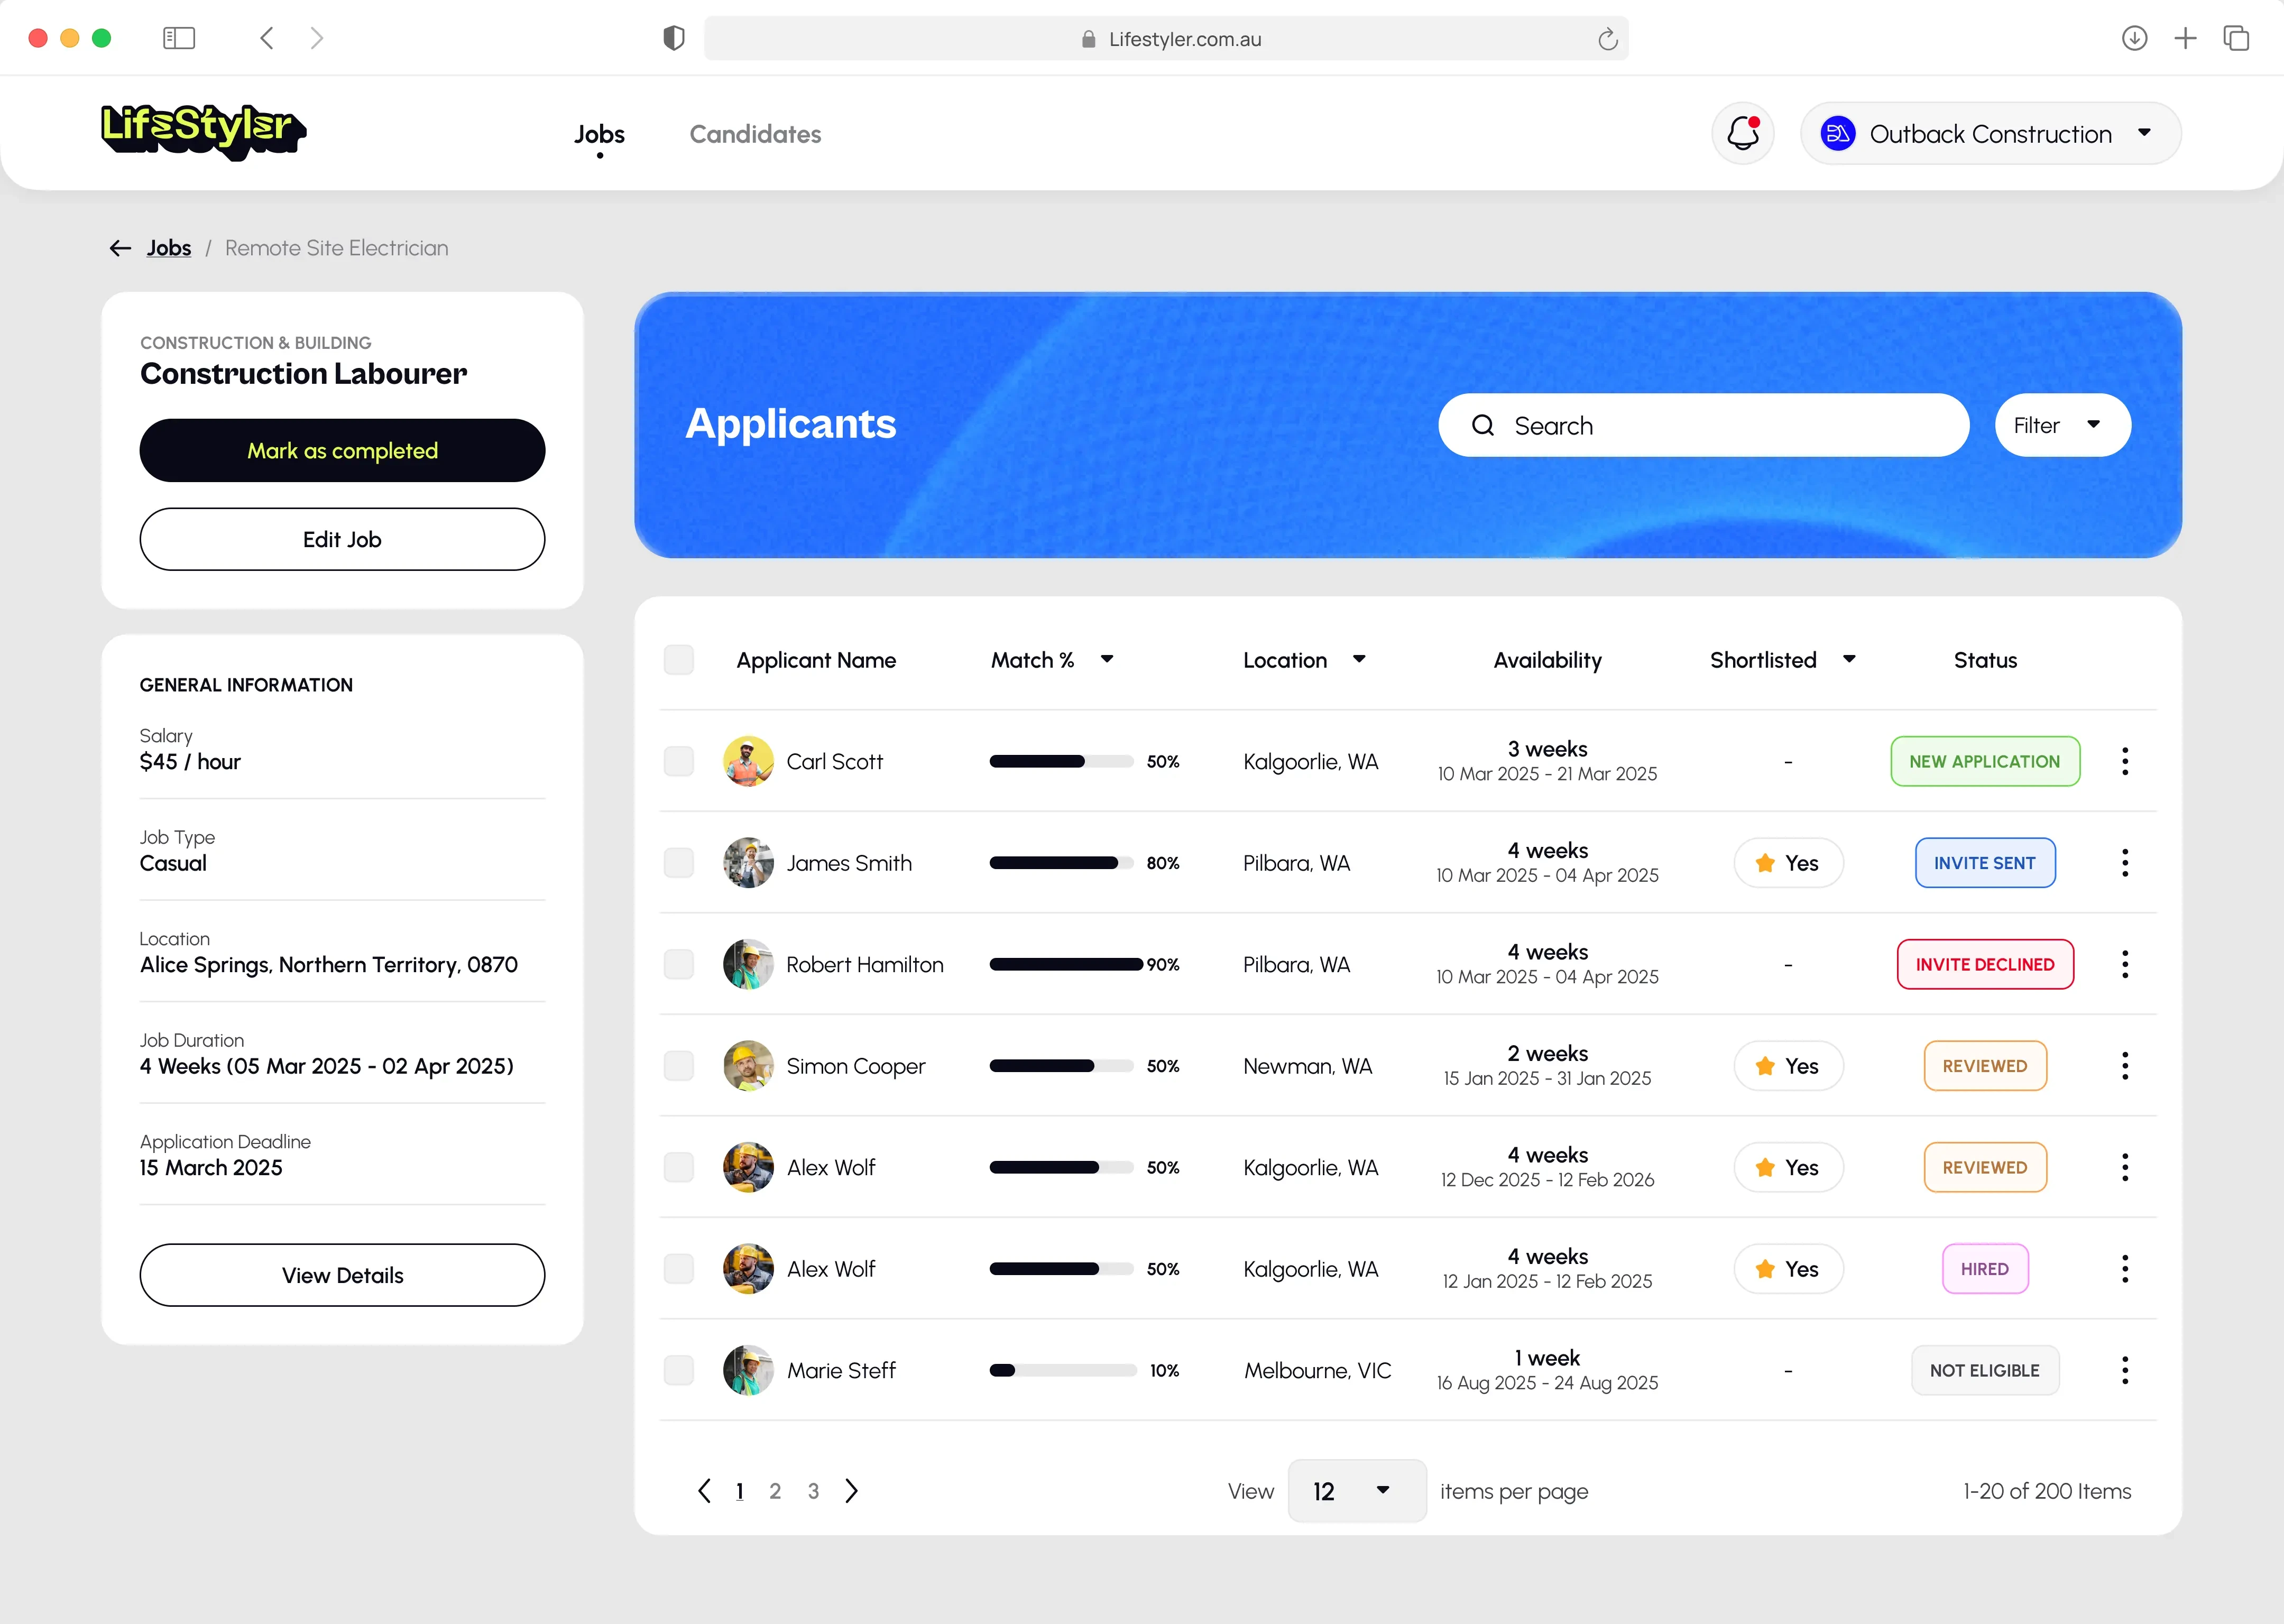 Lifestyler.com.au
LifeStyler
Jobs
Candidates
Outback Construction
Jobs / Remote Site Electrician
CONSTRUCTION & BUILDING
Construction Labourer
Mark as completed
Edit Job
GENERAL INFORMATION
Salary
$45 / hour
Job Type
Casual
Location
Alice Springs, Northern Territory, 0870
Job Duration
4 Weeks (05 Mar 2025 - 02 Apr 2025)
Application Deadline
15 March 2025
View Details
Applicants
Search
Filter
Applicant Name Match % Location Availability Shortlisted Status
Carl Scott 50% Kalgoorlie, WA 3 weeks - NEW APPLICATION
10 Mar 2025 - 21 Mar 2025
James Smith 80% Pilbara, WA 4 weeks Yes INVITE SENT
10 Mar 2025 - 04 Apr 2025
Robert Hamilton 90% Pilbara, WA 4 weeks - INVITE DECLINED
10 Mar 2025 - 04 Apr 2025
Simon Cooper 50% Newman, WA 2 weeks Yes REVIEWED
15 Jan 2025 - 31 Jan 2025
Alex Wolf 50% Kalgoorlie, WA 4 weeks Yes REVIEWED
12 Dec 2025 - 12 Feb 2026
Alex Wolf 50% Kalgoorlie, WA 4 weeks Yes HIRED
12 Jan 2025 - 12 Feb 2025
Marie Steff 10% Melbourne, VIC 1 week - NOT ELIGIBLE
16 Aug 2025 - 24 Aug 2025
1 2 3
View 12 items per page
1-20 of 200 Items